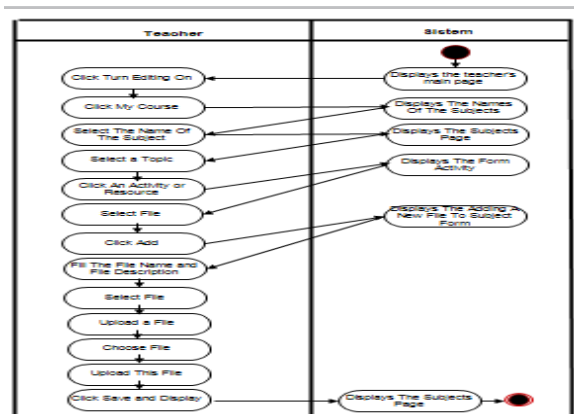 Teacher
Sistem
Displays the teacher's
main page
Click Turn Editing On
Click My Course
Displays The Names
Of The Subjects
Select The Name Of
The Subject
Displays The Subjects
Page
Select a Topic
Displays The Form
Activity
Click An Activity or
Resource
Select File
Displays The Adding A
New File To Subject
Form
Click Add
Fill The File Name and
File Description
Select File
Upload a File
Choose File
Upload This File
Click Save and Display
Displays The Subjects
Page